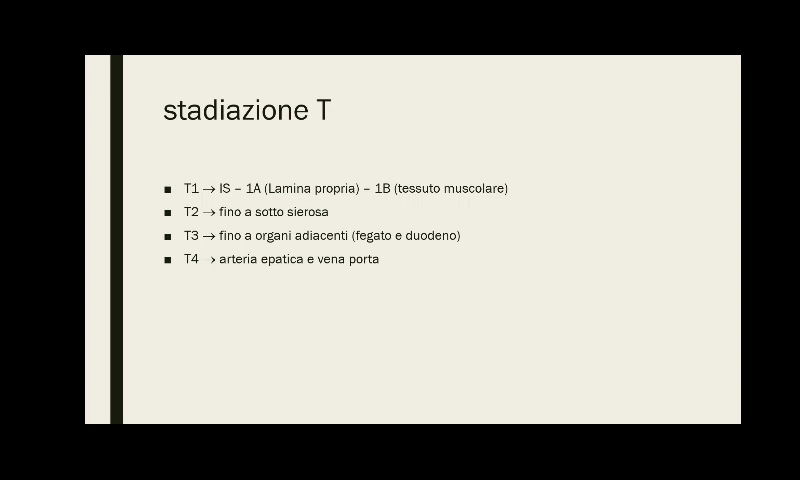 stadiazione T
■ T1 → IS – 1A (Lamina propria) – 1B (tessuto muscolare)
■ T2 → fino a sotto sierosa
■ T3 → fino a organi adiacenti (fegato e duodeno)
■ T4 → arteria epatica e vena porta